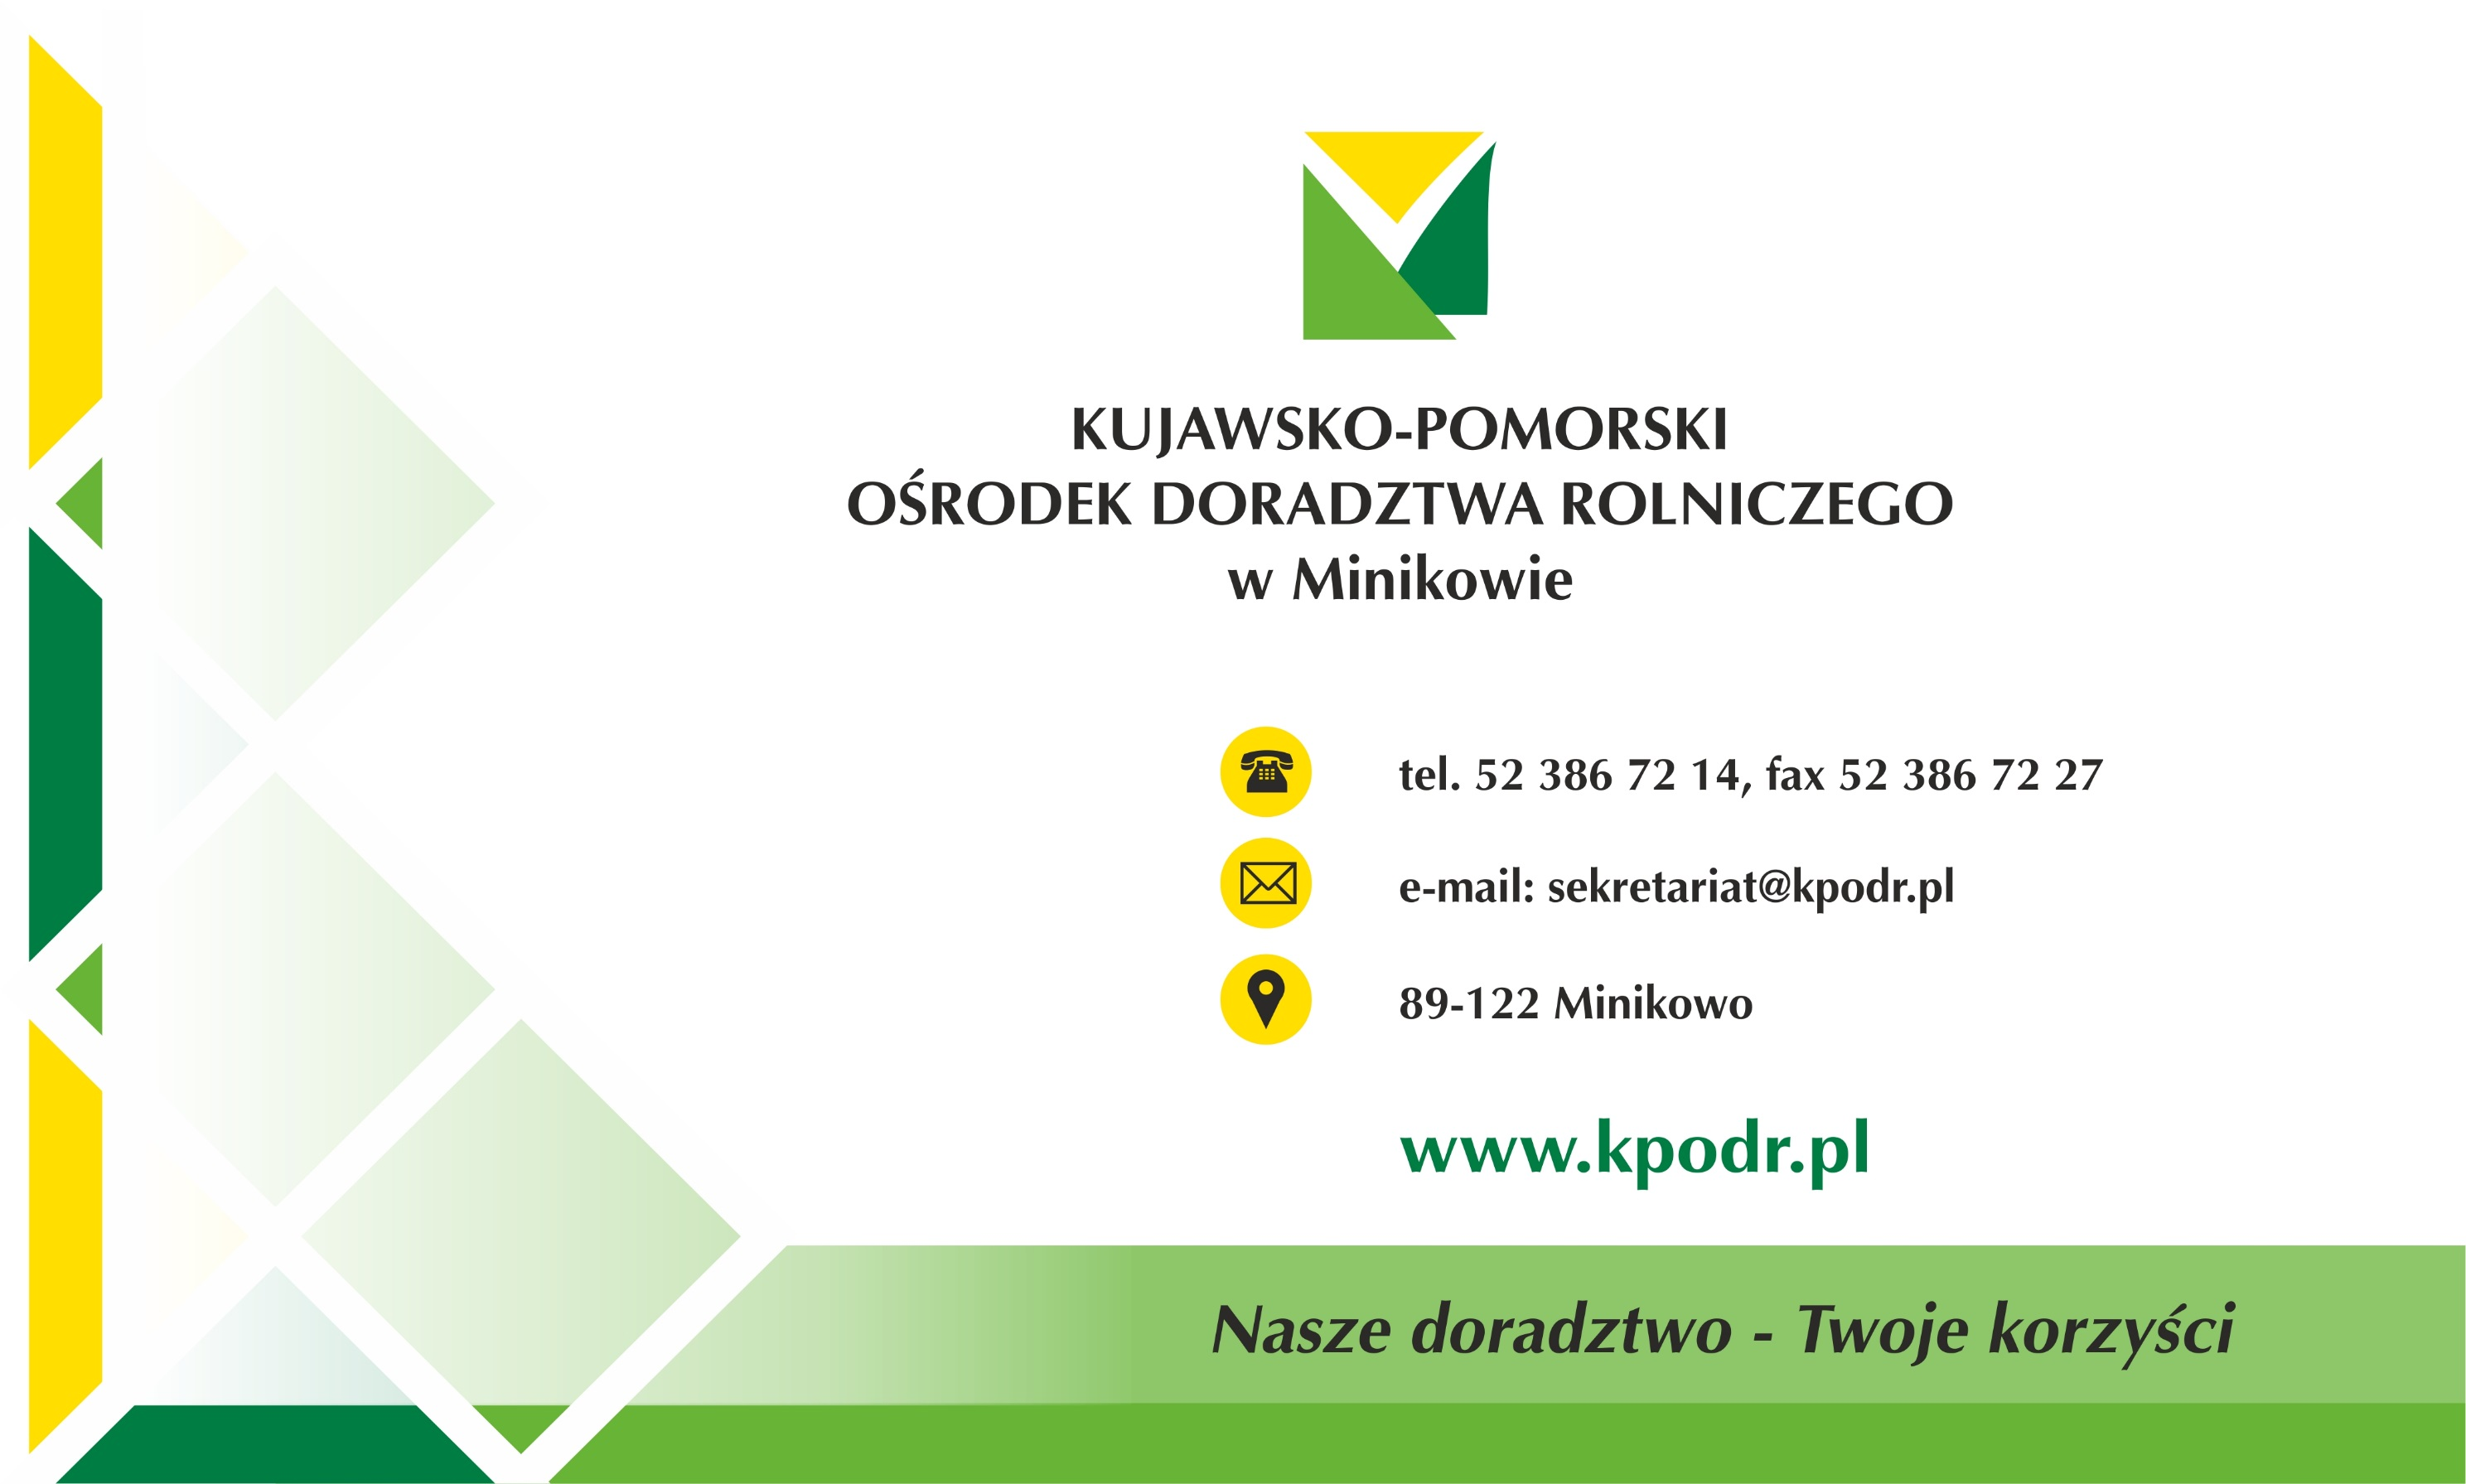 KUJAWSKO-POMORSKI
OŚRODEK DORADZTWA ROLNICZEGO
w Minikowie
tel. 52 386 72 14, fax 52 386 72 27
e-mail: sekretariat@kpodr.pl
89-122 Minikowo
www.kpodr.pl
Nasze doradztwo - Twoje korzyści